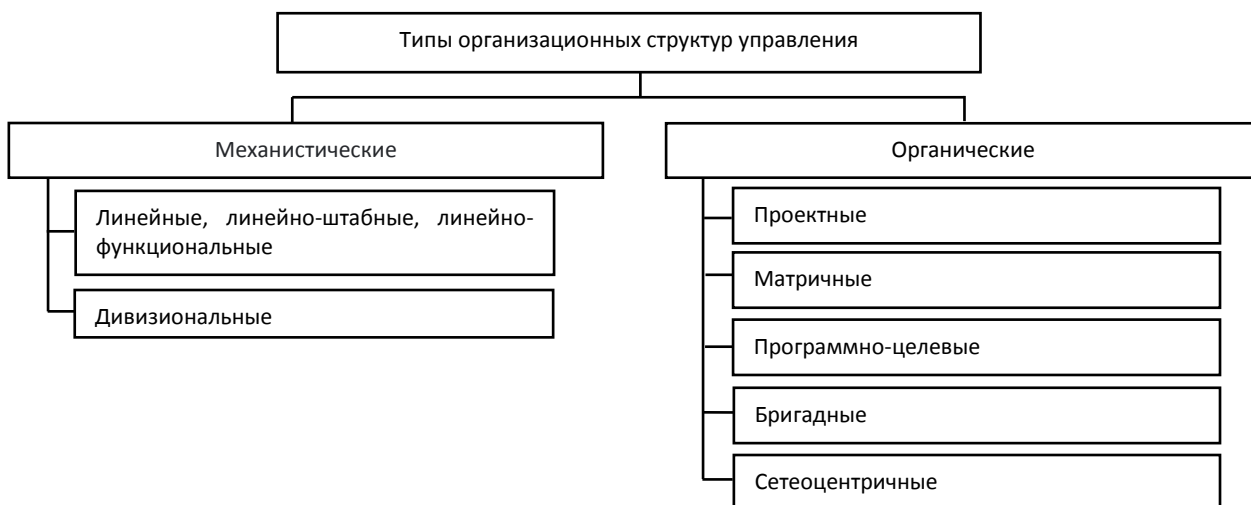 Типы организационных структур управления
Механистические
Линейные, линейно-штабные, линейно-
функциональные
Дивизиональные
Органические
Проектные
Матричные
Программно-целевые
Бригадные
Сетеоцентричные